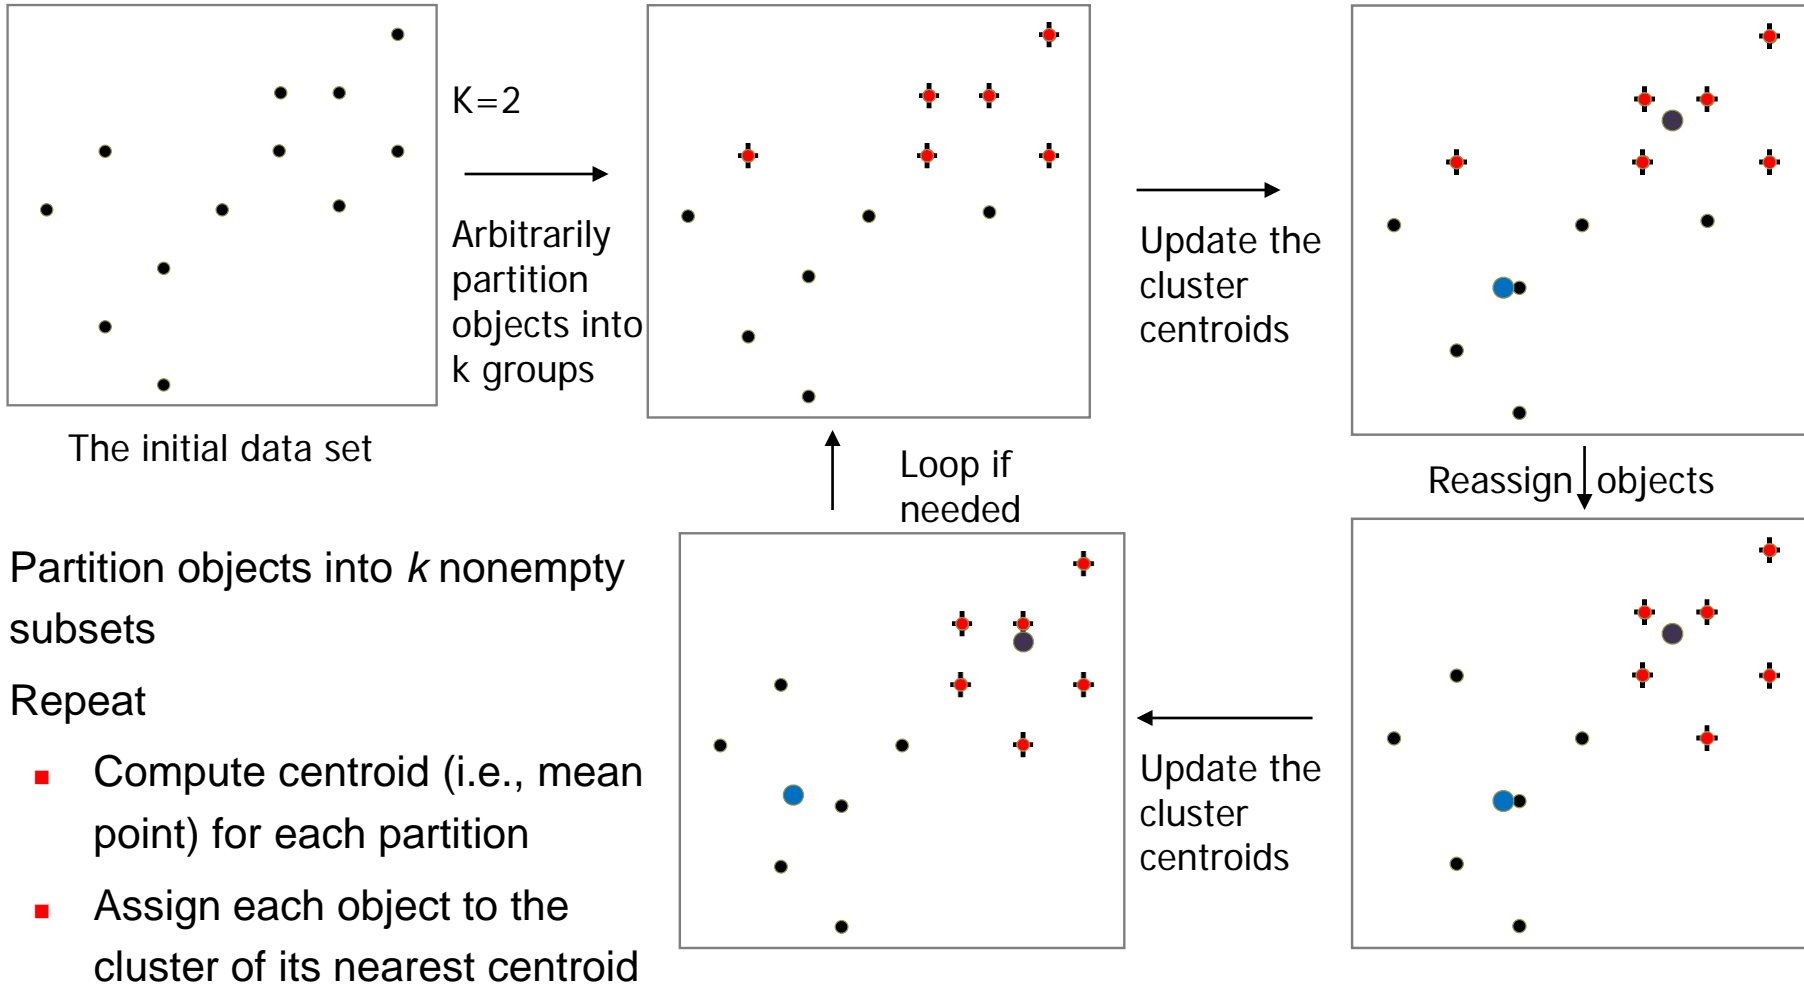 K=2
Arbitrarily
partition
objects into
k groups
Update the
cluster
centroids
The initial data set
Loop if
needed
Reassign objects
Update the
cluster
centroids
Partition objects into k nonempty
subsets
Repeat
Compute centroid (i.e., mean
point) for each partition
Assign each object to the
cluster of its nearest centroid